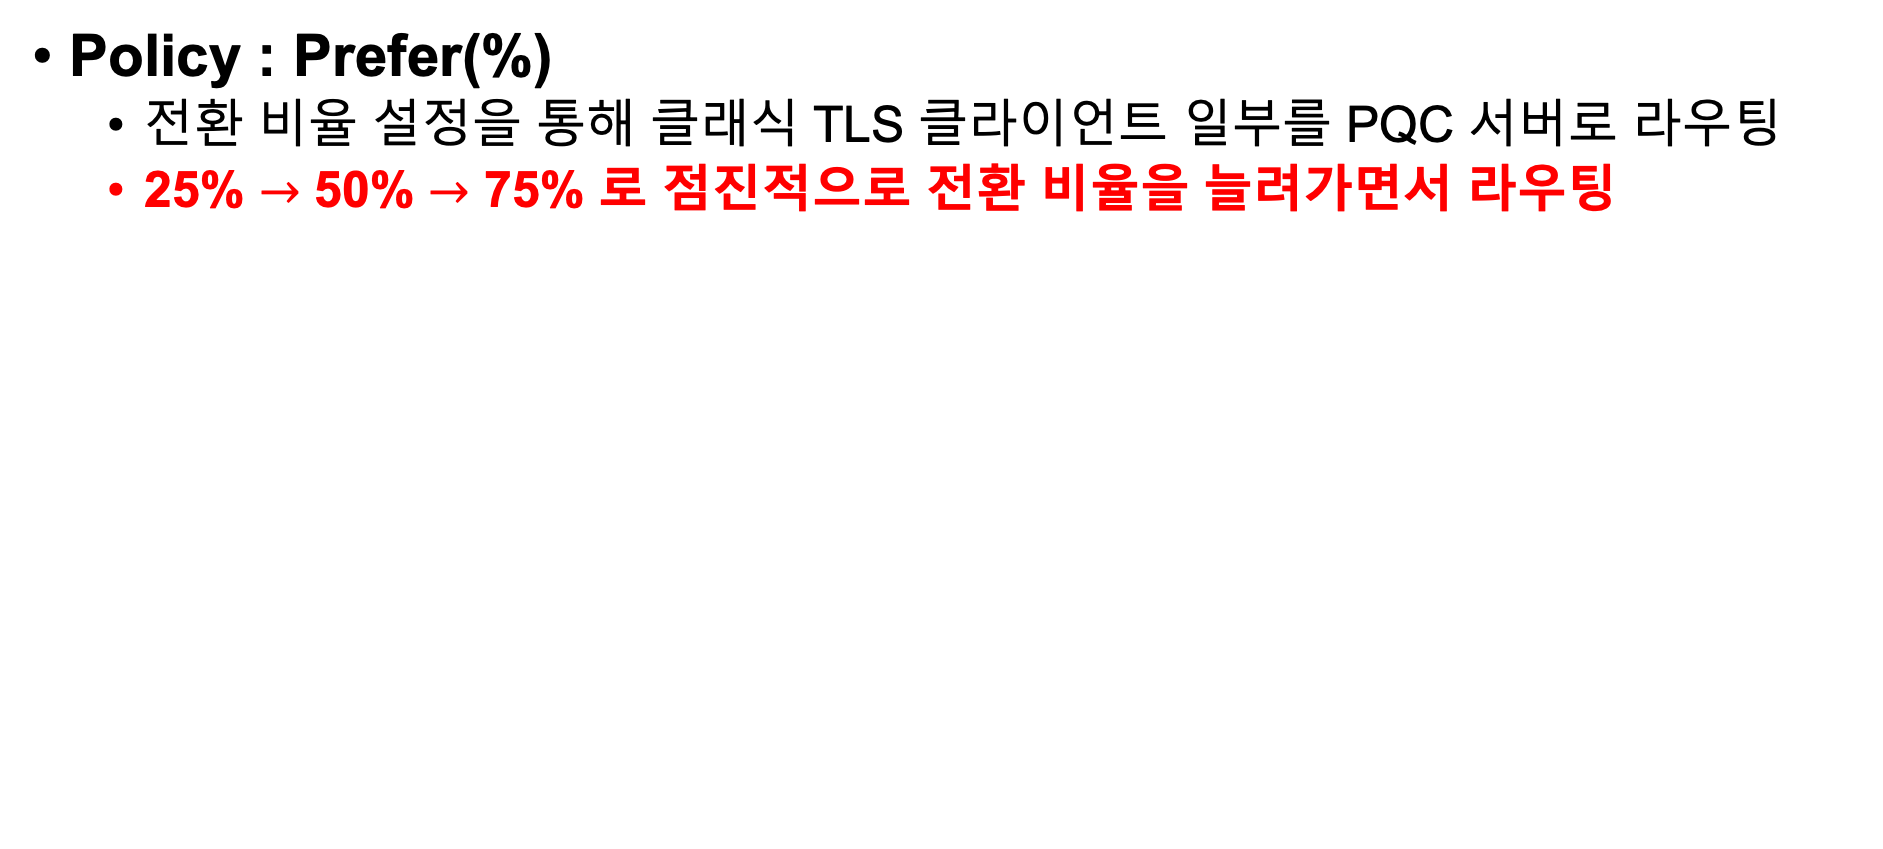 • Policy : Prefer(%)
• 전환 비율 설정을 통해 클래식 TLS 클라이언트 일부를 PQC 서버로 라우팅
• 25% → 50% → 75% 로 점진적으로 전환 비율을 늘려가면서 라우팅